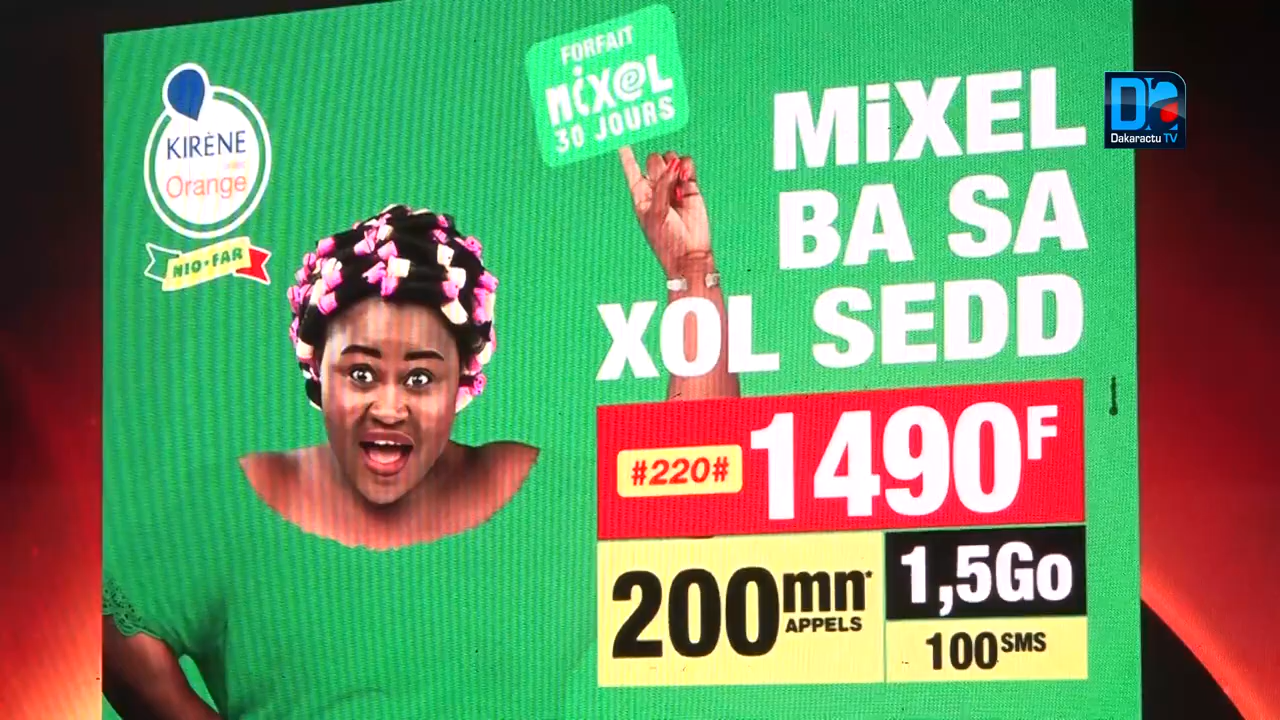 KIRÈNE
avec
Orange
NIO-FAR
FORFAIT
MiX@L
30 JOURS
MiXEL
BA SA
XOL SEDD
#220# 1490F
200mn*
APPELS
1,5Go
100SMS
Dakaractu TV